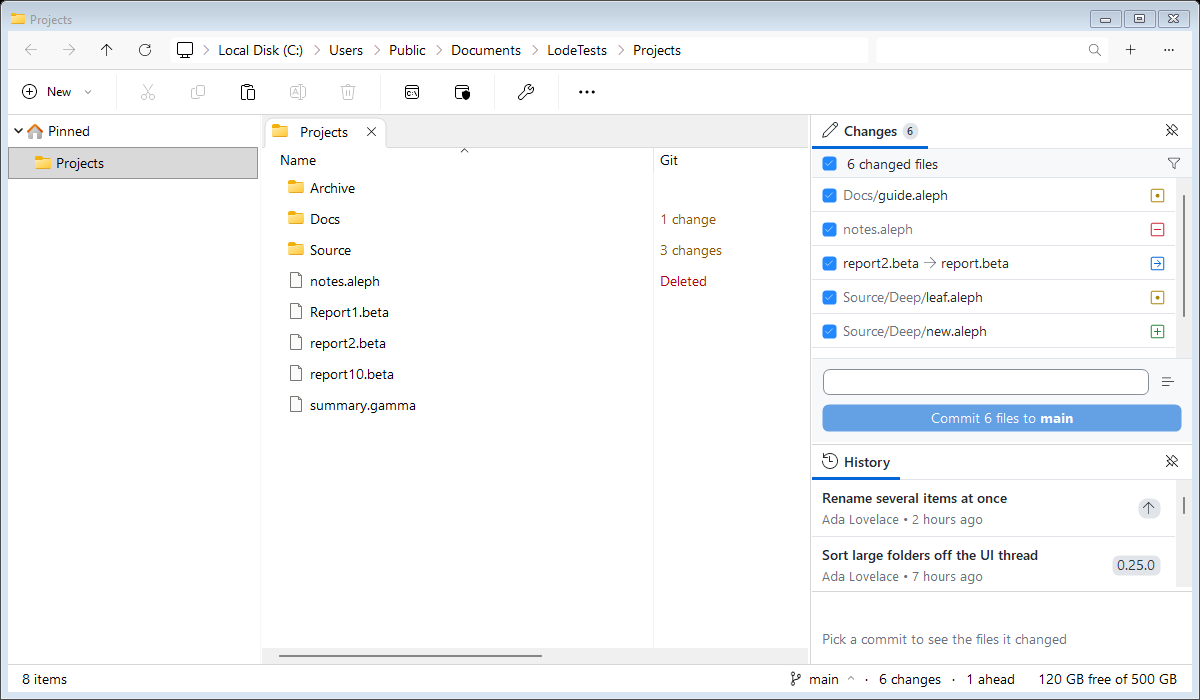 Projects
Local Disk (C:) Users Public Documents LodeTests Projects
New
Pinned
Projects
Projects
Name Git
Archive
Docs 1 change
Source 3 changes
notes.aleph Deleted
Report1.beta
report2.beta
report10.beta
summary.gamma
Changes 6
6 changed files
Docs/guide.aleph
notes.aleph
report2.beta → report.beta
Source/Deep/leaf.aleph
Source/Deep/new.aleph
Commit 6 files to main
History
Rename several items at once
Ada Lovelace • 2 hours ago
Sort large folders off the UI thread
Ada Lovelace • 7 hours ago
0.25.0
Pick a commit to see the files it changed
8 items
main · 6 changes · 1 ahead 120 GB free of 500 GB